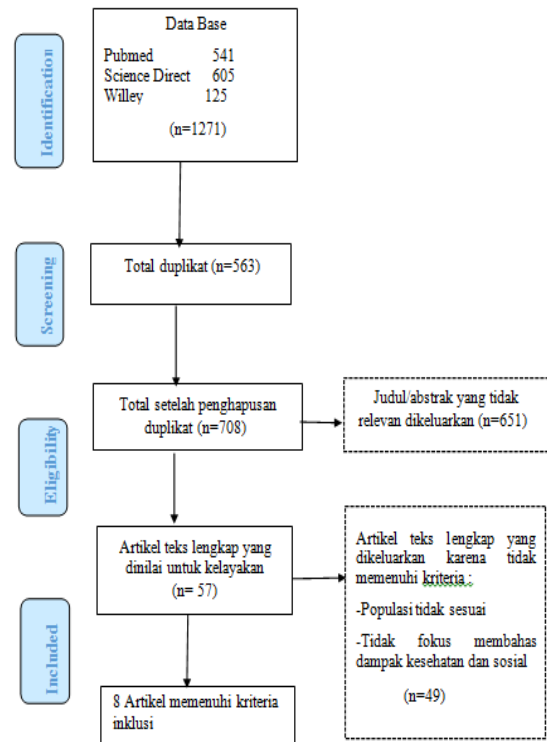 Data Base
Pubmed 541
Science Direct 605
Willey 125
(n=1271)
Identification
Total duplikat (n=563)
Screening
Total setelah penghapusan
duplikat (n=708)
Judul/abstrak yang tidak
relevan dikeluarkan (n=651)
Eligibility
Artikel teks lengkap yang
dinilai untuk kelayakan
(n= 57)
Artikel teks lengkap yang
dikeluarkan karena tidak
memenuhi kriteria :
-Populasi tidak sesuai
-Tidak fokus membahas
dampak kesehatan dan sosial
(n=49)
Included
8 Artikel memenuhi kriteria
inklusi